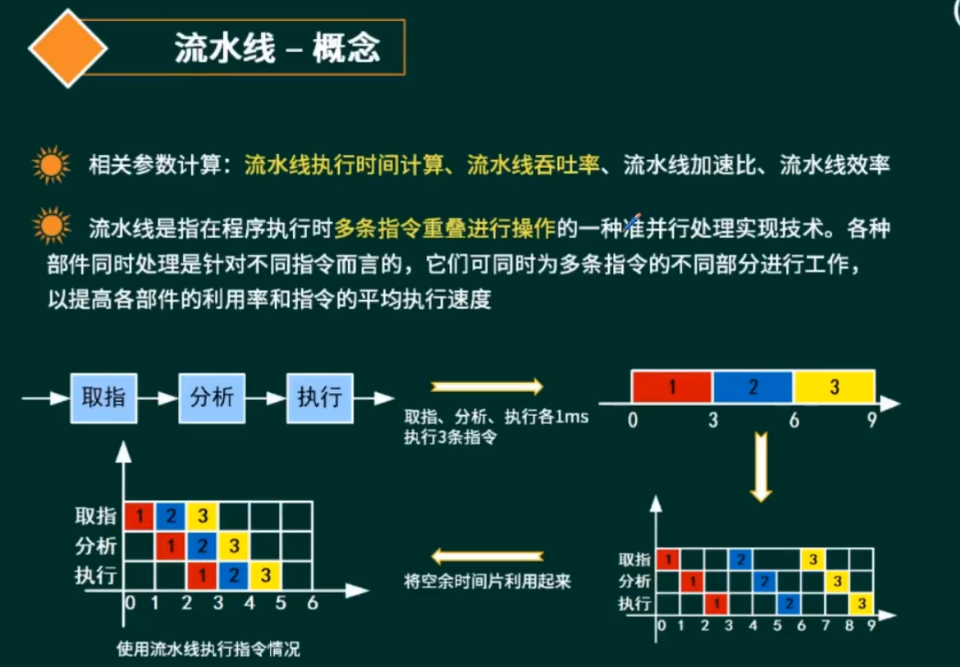 流水线 – 概念
相关参数计算：流水线执行时间计算、流水线吞吐率、流水线加速比、流水线效率
流水线是指在程序执行时多条指令重叠进行操作的一种准并行处理实现技术。各种
部件同时处理是针对不同指令而言的，它们可同时为多条指令的不同部分进行工作，
以提高各部件的利用率和指令的平均执行速度
取指 分析 执行
取指、分析、执行各1ms
执行3条指令
1 2 3
0 3 6 9
取指 1 2 3
分析 1 2 3
执行 1 2 3
0 1 2 3 4 5 6
使用流水线执行指令情况
将空余时间片利用起来
取指 1 2 3
分析 1 2 3
执行 1 2 3
0 1 2 3 4 5 6 7 8 9